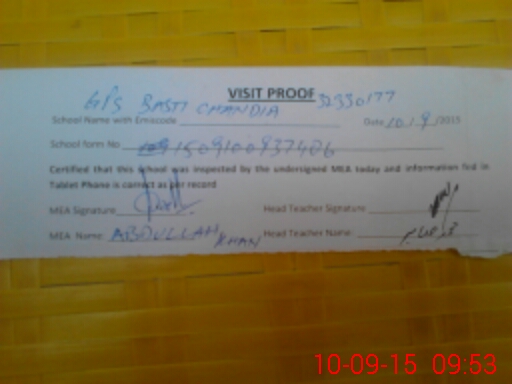 VISIT PROOF
GPS BASTI CHANDIA 32330177
School Name with Emiscode Date 10/9/2015
School form No 1509100937406
Certified that this school was inspected by the undersigned MEA today and information fed in
Tablet Phone is correct as per record
MEA Signature Head Teacher Signature
MEA Name: ABDULLAH KHAN Head Teacher Name:
10-09-15 09:53